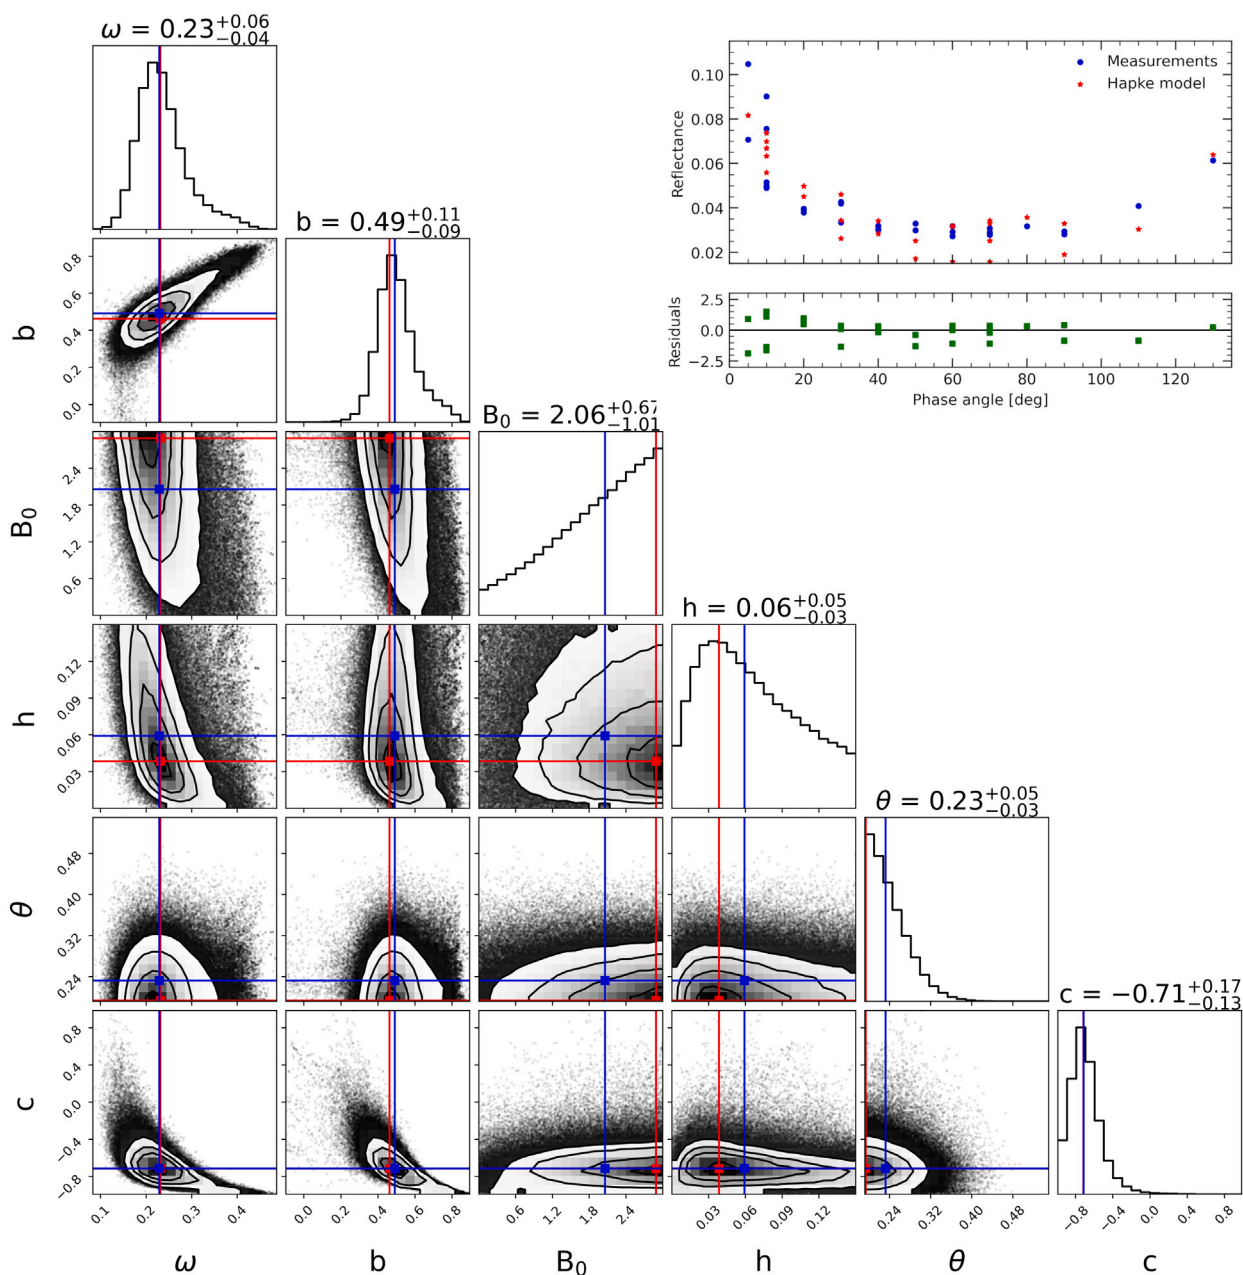 ω = 0.23 +0.06 −0.04
Measurements
Hapke model
0.10
0.08
0.06
0.04
0.02
Reflectance
b = 0.49 +0.11 −0.09
0.8
0.6
0.4
0.2
0.0
b
2.5
0.0
−2.5
Residuals
0 20 40 60 80 100 120
Phase angle [deg]
B0 = 2.06 +0.67 −1.01
2.4
1.8
1.2
0.6
B0
h = 0.06 +0.05 −0.03
0.12
0.09
0.06
0.03
h
θ = 0.23 +0.05 −0.03
0.48
0.40
0.32
0.24
θ
c = −0.71 +0.17 −0.13
0.8
0.4
0.0
−0.4
−0.8
c
0.1 0.2 0.3 0.4 0.0 0.2 0.4 0.6 0.8 0.6 1.2 1.8 2.4 0.03 0.06 0.09 0.12 0.24 0.32 0.40 0.48 −0.8 −0.4 0.0 0.4 0.8
ω b B0 h θ c